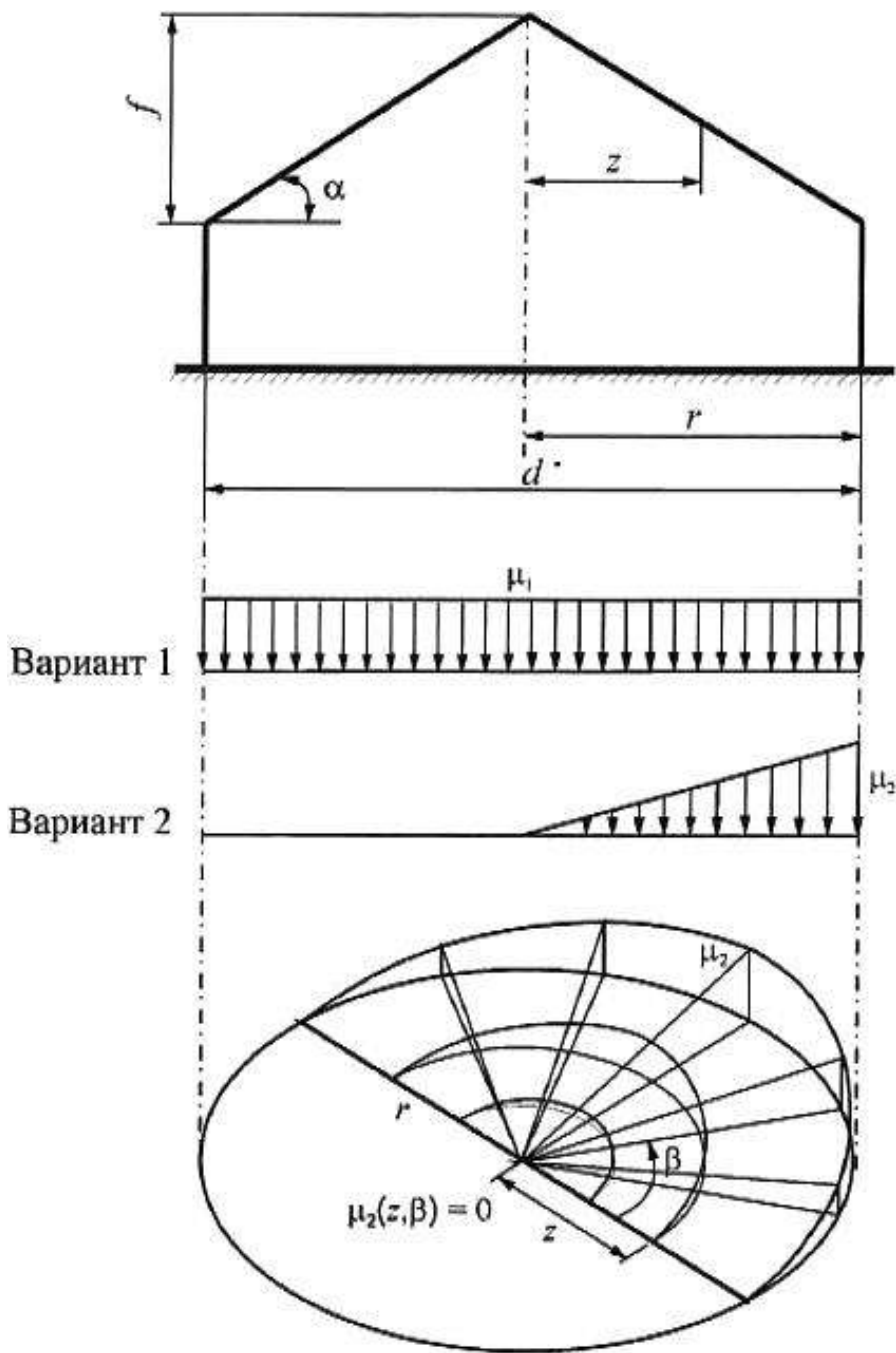 f
α
z
r
d
μ₁
Вариант 1
μ₂
Вариант 2
μ₂
r
β
μ₂(z,β) = 0
z